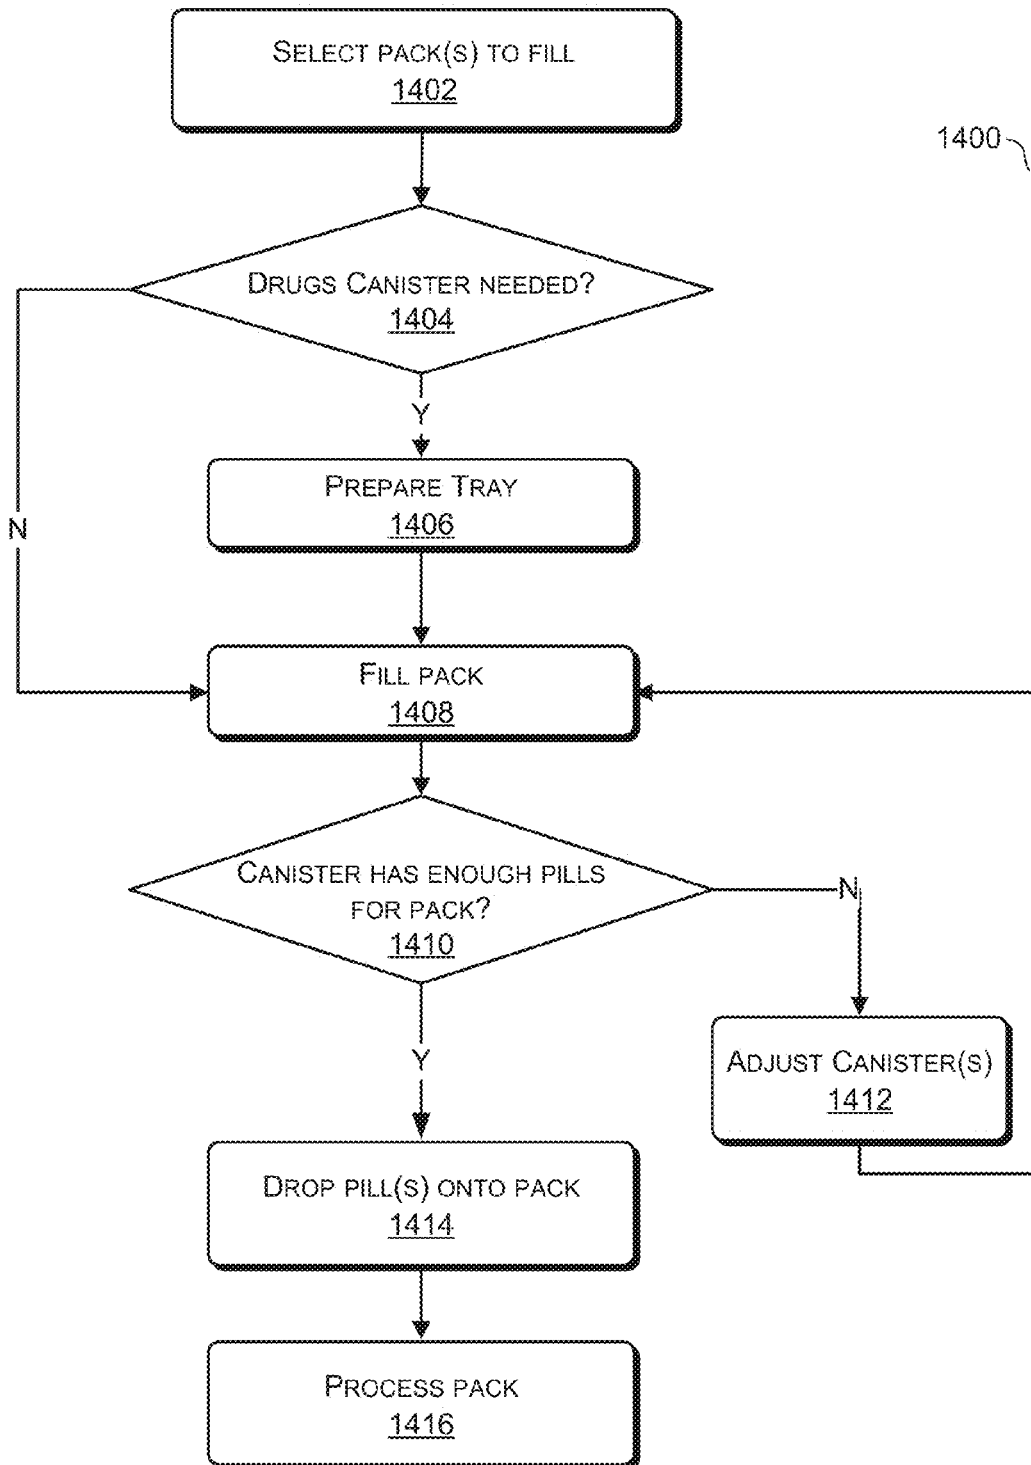 SELECT PACK(S) TO FILL
1402
1400
DRUGS CANISTER NEEDED?
1404
Y
PREPARE TRAY
1406
N
FILL PACK
1408
CANISTER HAS ENOUGH PILLS
FOR PACK?
1410
N
Y
ADJUST CANISTER(S)
1412
DROP PILL(S) ONTO PACK
1414
PROCESS PACK
1416